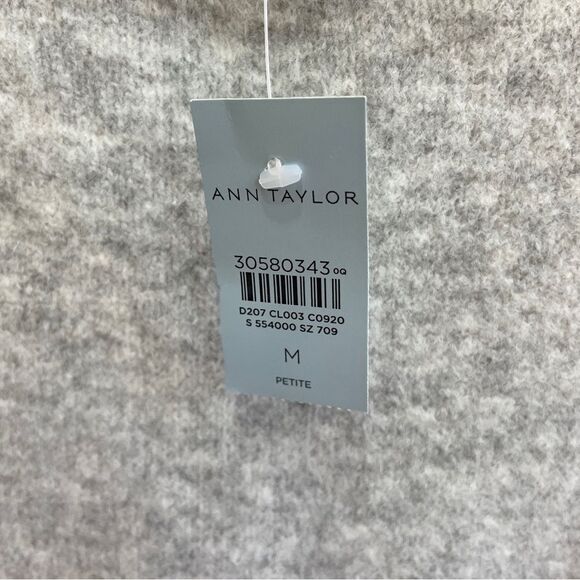 ANN TAYLOR
30580343 0Q
D207 CL003 C0920
S 554000 SZ 709
M
PETITE